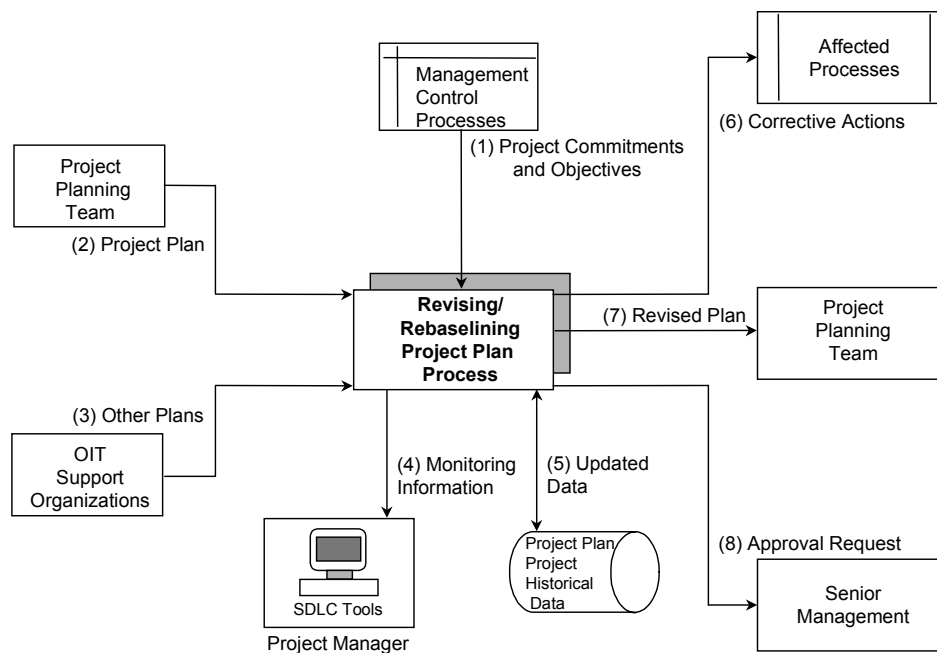 Management
Control
Processes
Affected
Processes
(1) Project Commitments
and Objectives
(6) Corrective Actions
Project
Planning
Team
(2) Project Plan
Revising/
Rebaselining
Project Plan
Process
(7) Revised Plan
Project
Planning
Team
(3) Other Plans
OIT
Support
Organizations
(4) Monitoring
Information
(5) Updated
Data
SDLC Tools
Project Manager
Project Plan
Project
Historical
Data
(8) Approval Request
Senior
Management